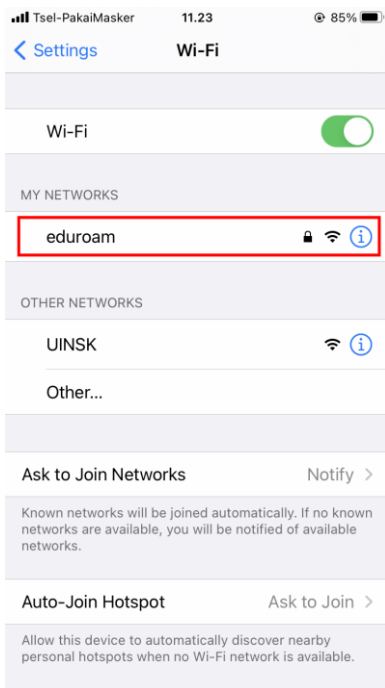 Tsel-PakaiMasker 11.23 85%
Settings Wi-Fi
Wi-Fi
MY NETWORKS
eduroam
OTHER NETWORKS
UINSK
Other...
Ask to Join Networks Notify
Known networks will be joined automatically. If no known
networks are available, you will be notified of available
networks.
Auto-Join Hotspot Ask to Join
Allow this device to automatically discover nearby
personal hotspots when no Wi-Fi network is available.